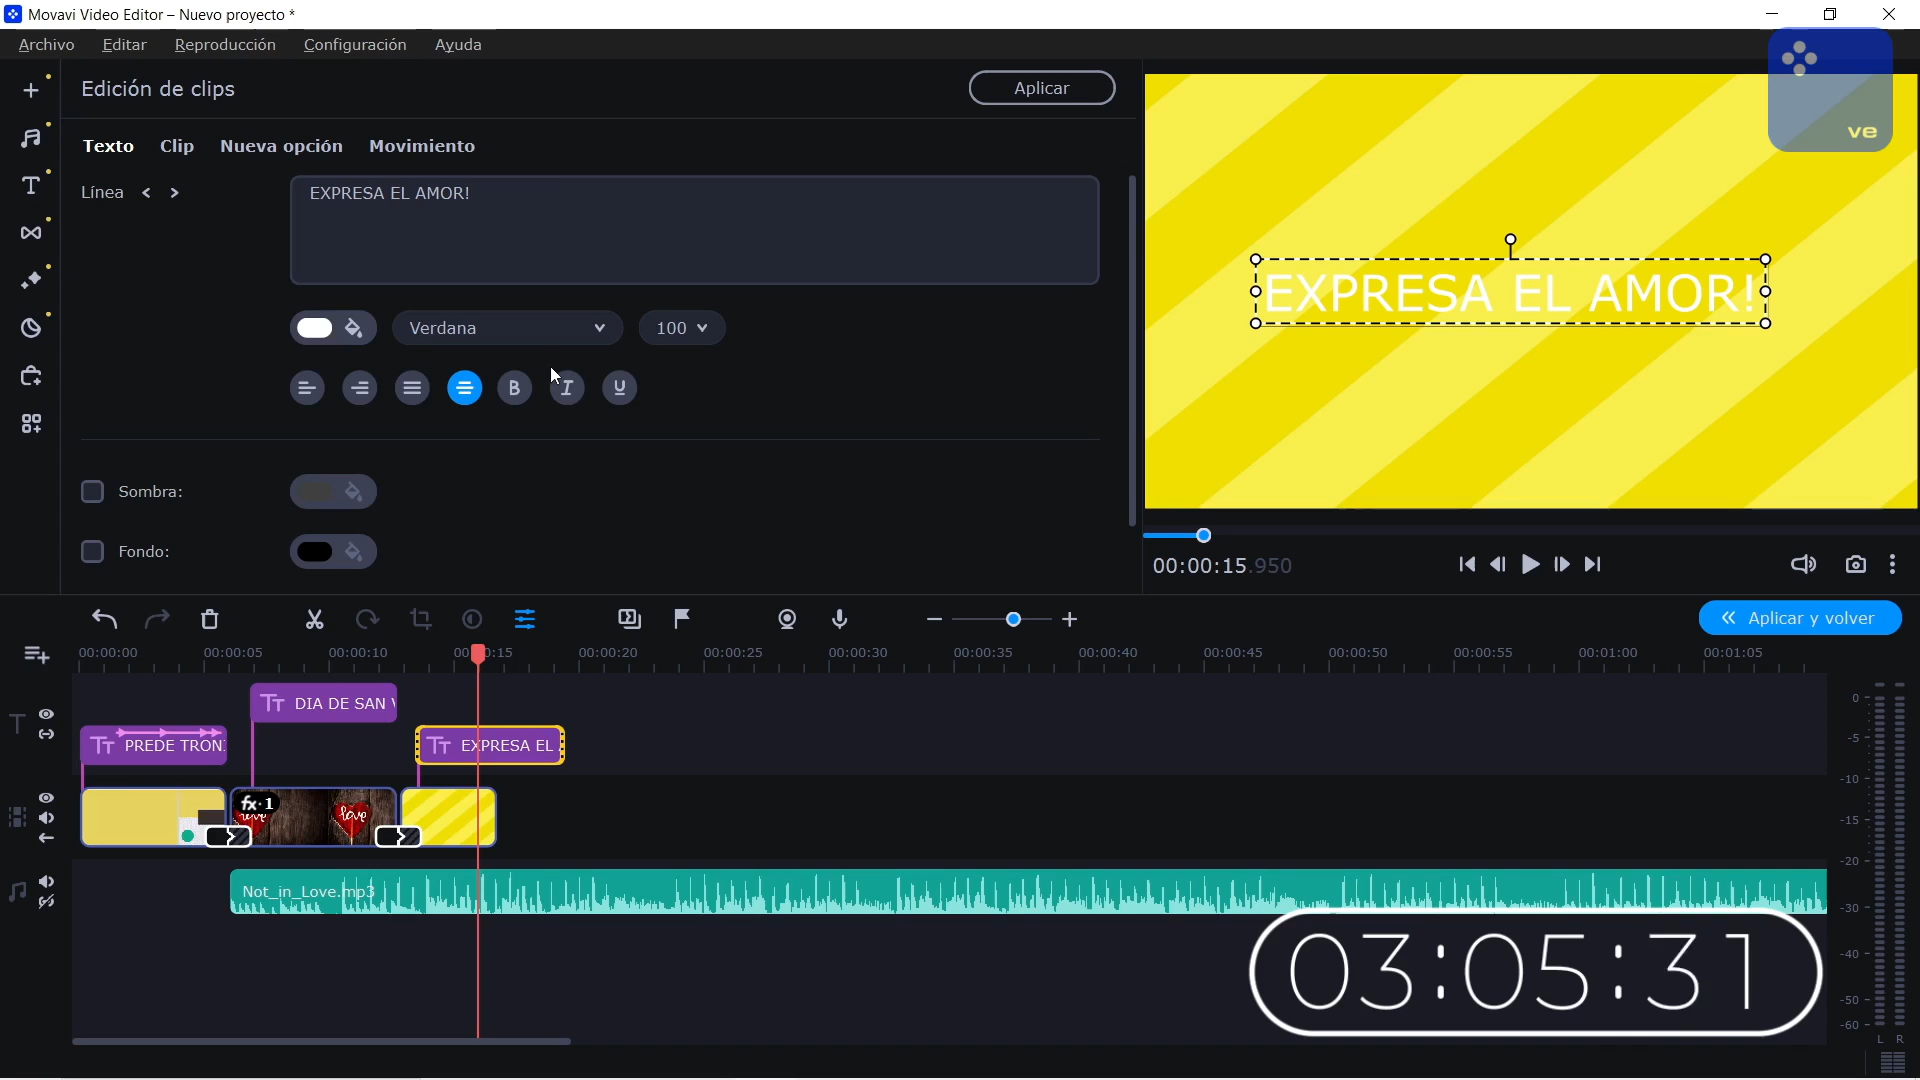 Movavi Video Editor – Nuevo proyecto *
Archivo Editar Reproducción Configuración Ayuda
ve
Edición de clips
Aplicar
Texto Clip Nueva opción Movimiento
Línea < >
EXPRESA EL AMOR!
Verdana 100
B I U
Sombra:
Fondo:
EXPRESA EL AMOR!
00:00:15.950
Aplicar y volver
00:00:00 00:00:05 00:00:10 00:00:15 00:00:20 00:00:25 00:00:30 00:00:35 00:00:40 00:00:45 00:00:50 00:00:55 00:01:00 00:01:05
DIA DE SAN
PREDE TRON
EXPRESA EL
fx·1
love
love
Not_in_Love.mp3
0
-5
-10
-15
-20
-30
-40
-50
-60
L R
03:05:31